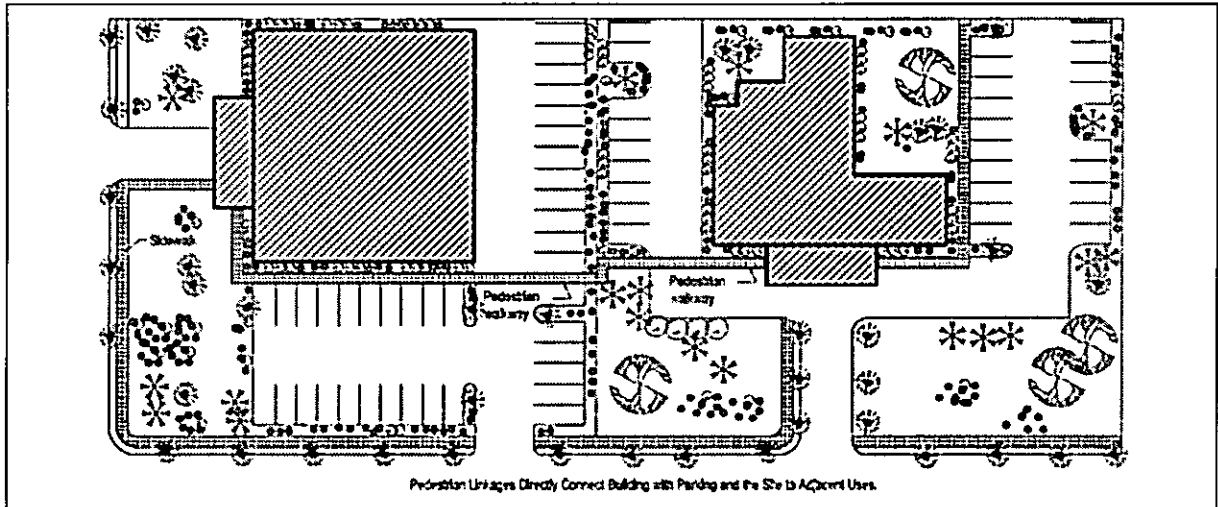 Sidewalk
Pedestrian
walkway
Pedestrian
walkway
Pedestrian Linkages Directly Connect Building with Parking and the Site to Adjacent Uses.